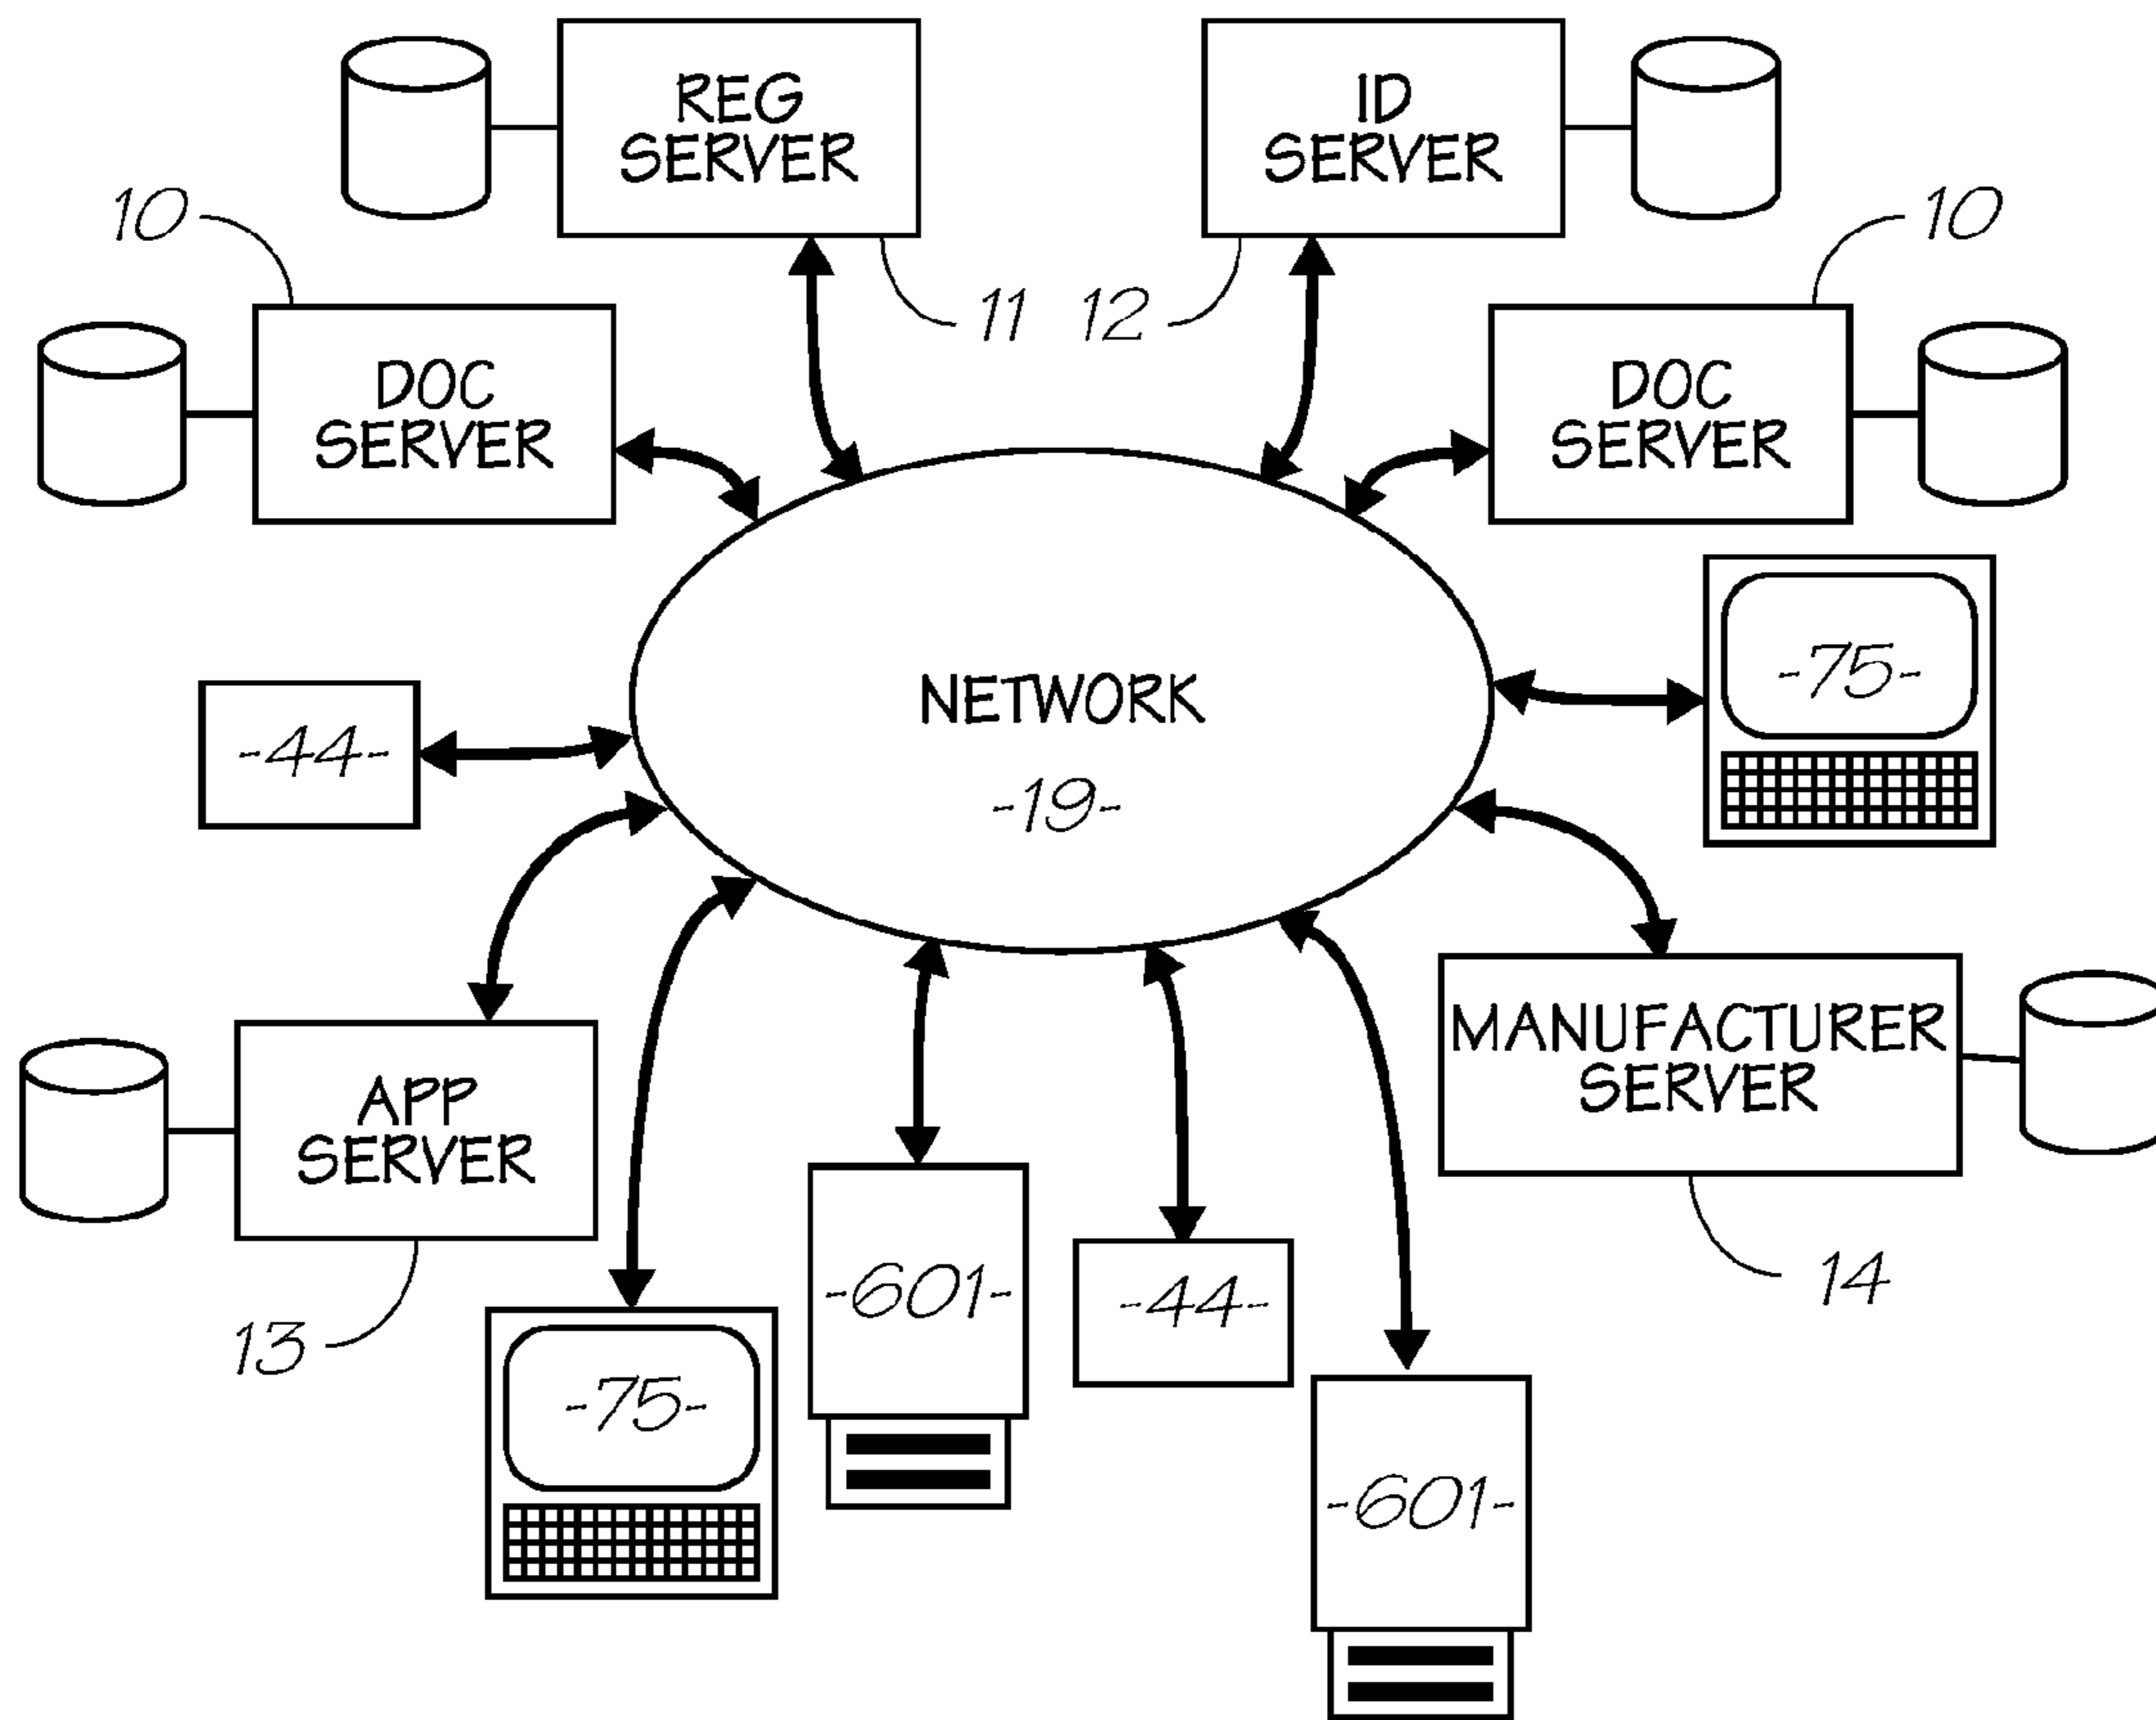 REG
SERVER
ID
SERVER
10
10
11
12
DOC
SERVER
DOC
SERVER
-75-
NETWORK
-19-
-44-
MANUFACTURER
SERVER
APP
SERVER
14
-601-
-44-
13
-75-
-601-